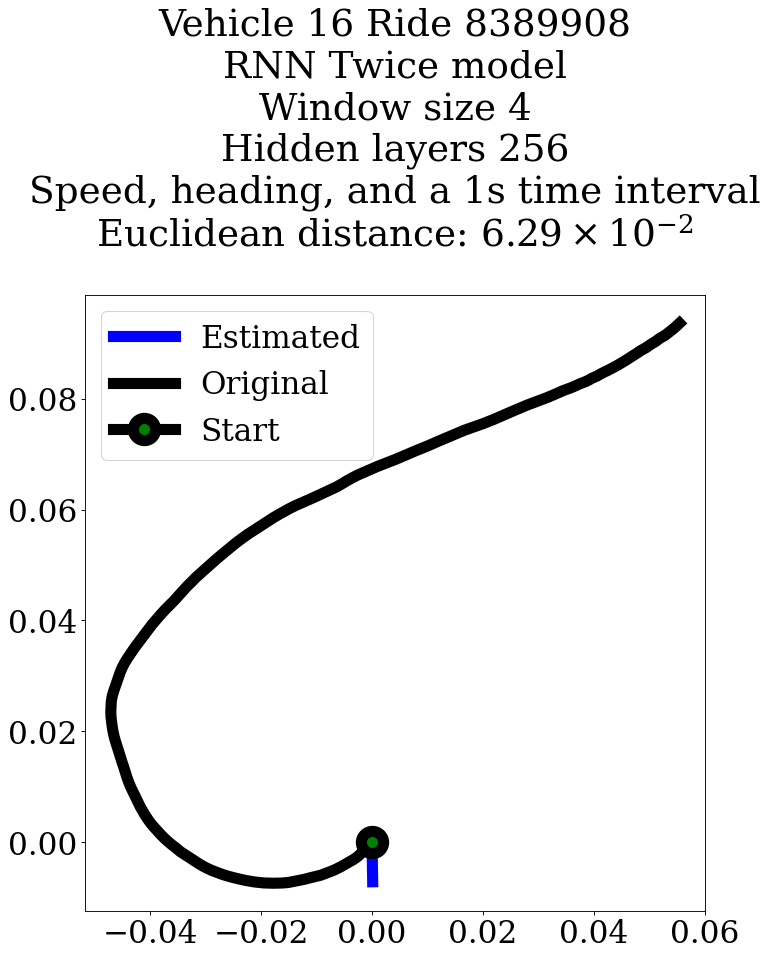 Vehicle 16 Ride 8389908
RNN Twice model
Window size 4
Hidden layers 256
Speed, heading, and a 1s time interval
Euclidean distance: 6.29 × 10⁻²
Estimated
Original
Start
0.08
0.06
0.04
0.02
0.00
−0.04 −0.02 0.00 0.02 0.04 0.06